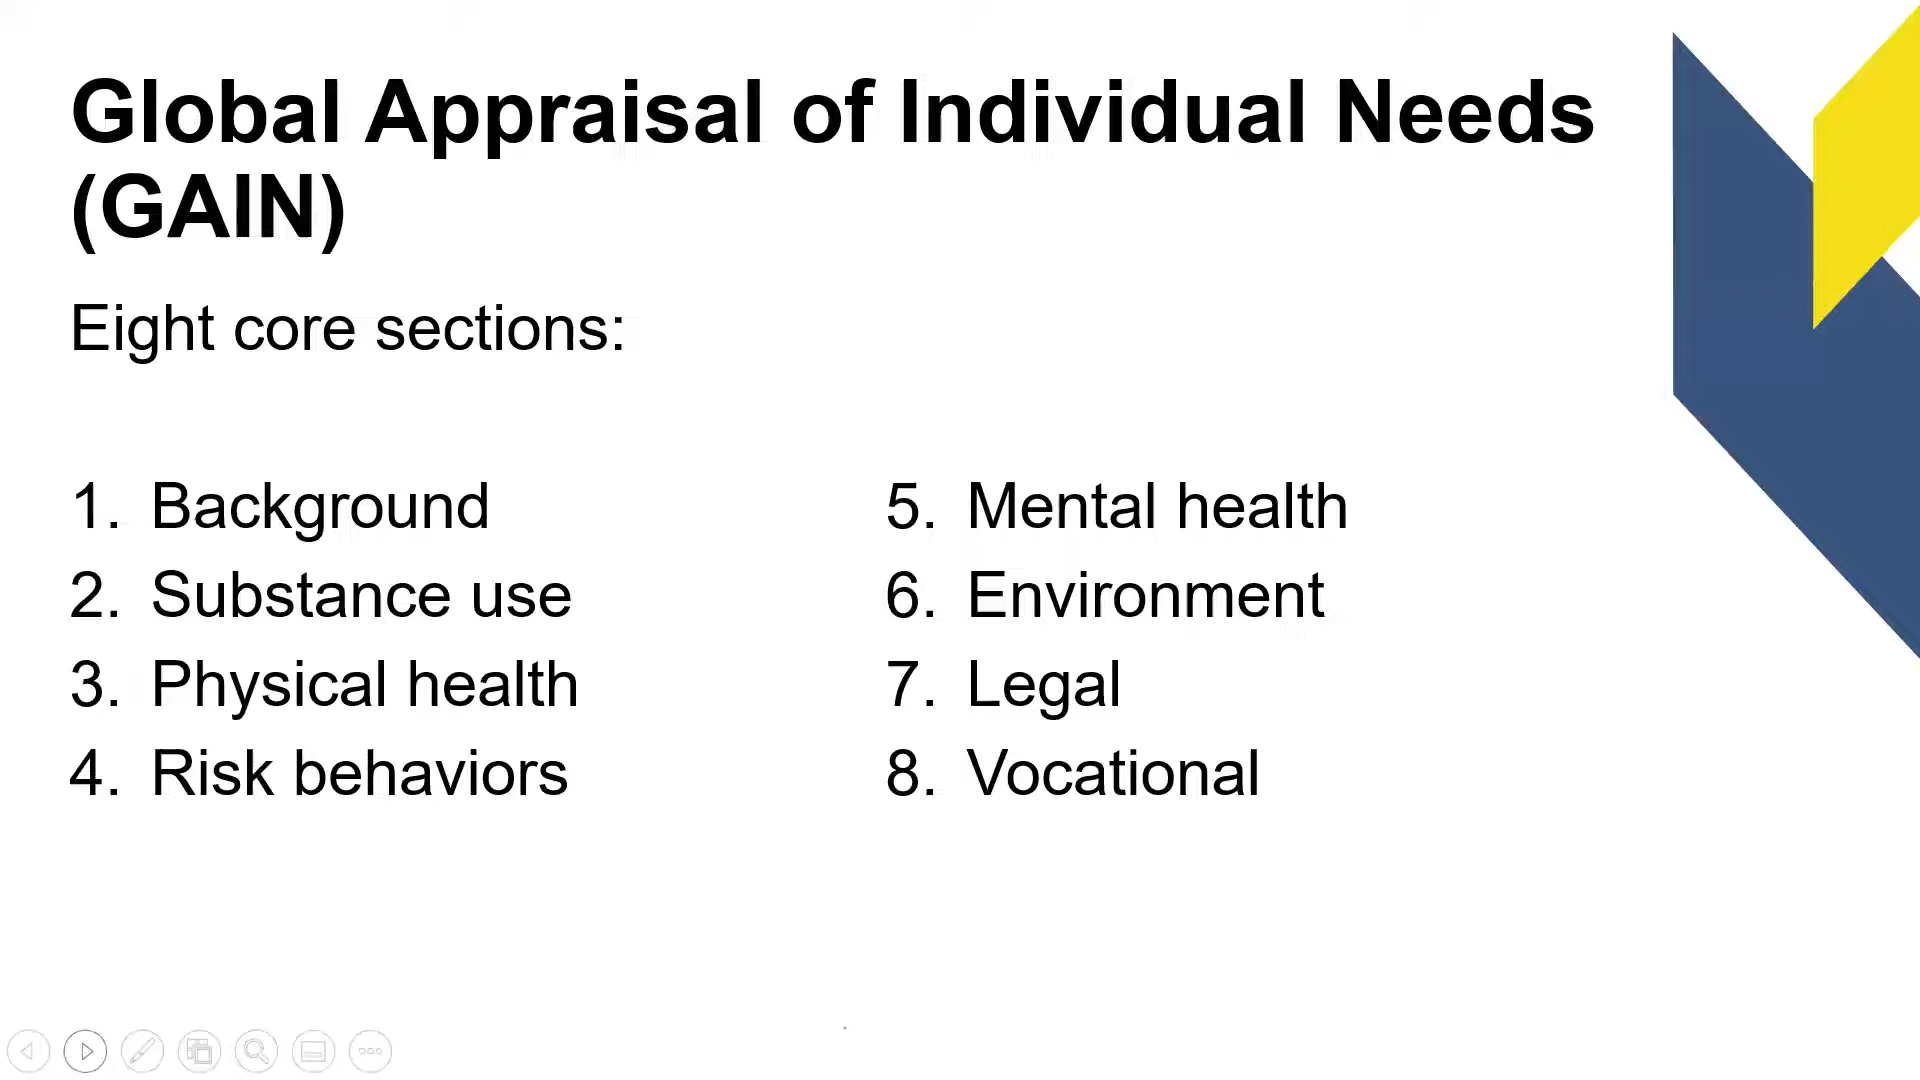 Global Appraisal of Individual Needs
(GAIN)
Eight core sections:
1. Background
2. Substance use
3. Physical health
4. Risk behaviors
5. Mental health
6. Environment
7. Legal
8. Vocational